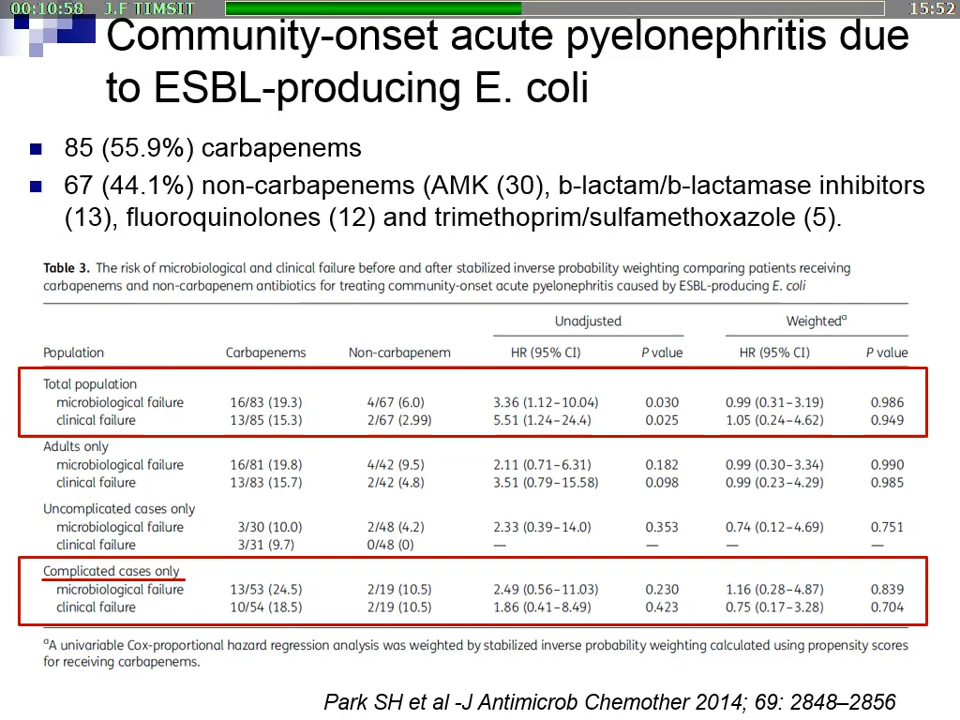 00:10:58 J.F TIMSIT 15:52
Community-onset acute pyelonephritis due
to ESBL-producing E. coli
85 (55.9%) carbapenems
67 (44.1%) non-carbapenems (AMK (30), b-lactam/b-lactamase inhibitors
(13), fluoroquinolones (12) and trimethoprim/sulfamethoxazole (5).
Table 3. The risk of microbiological and clinical failure before and after stabilized inverse probability weighting comparing patients receiving
carbapenems and non-carbapenem antibiotics for treating community-onset acute pyelonephritis caused by ESBL-producing E. coli
Unadjusted Weightedᵃ
Population Carbapenems Non-carbapenem HR (95% CI) P value HR (95% CI) P value
Total population
microbiological failure 16/83 (19.3) 4/67 (6.0) 3.36 (1.12–10.04) 0.030 0.99 (0.31–3.19) 0.986
clinical failure 13/85 (15.3) 2/67 (2.99) 5.51 (1.24–24.4) 0.025 1.05 (0.24–4.62) 0.949
Adults only
microbiological failure 16/81 (19.8) 4/42 (9.5) 2.11 (0.71–6.31) 0.182 0.99 (0.30–3.34) 0.990
clinical failure 13/83 (15.7) 2/42 (4.8) 3.51 (0.79–15.58) 0.098 0.99 (0.23–4.29) 0.985
Uncomplicated cases only
microbiological failure 3/30 (10.0) 2/48 (4.2) 2.33 (0.39–14.0) 0.353 0.74 (0.12–4.69) 0.751
clinical failure 3/31 (9.7) 0/48 (0) — — — —
Complicated cases only
microbiological failure 13/53 (24.5) 2/19 (10.5) 2.49 (0.56–11.03) 0.230 1.16 (0.28–4.87) 0.839
clinical failure 10/54 (18.5) 2/19 (10.5) 1.86 (0.41–8.49) 0.423 0.75 (0.17–3.28) 0.704
ᵃA univariable Cox-proportional hazard regression analysis was weighted by stabilized inverse probability weighting calculated using propensity scores
for receiving carbapenems.
Park SH et al -J Antimicrob Chemother 2014; 69: 2848–2856